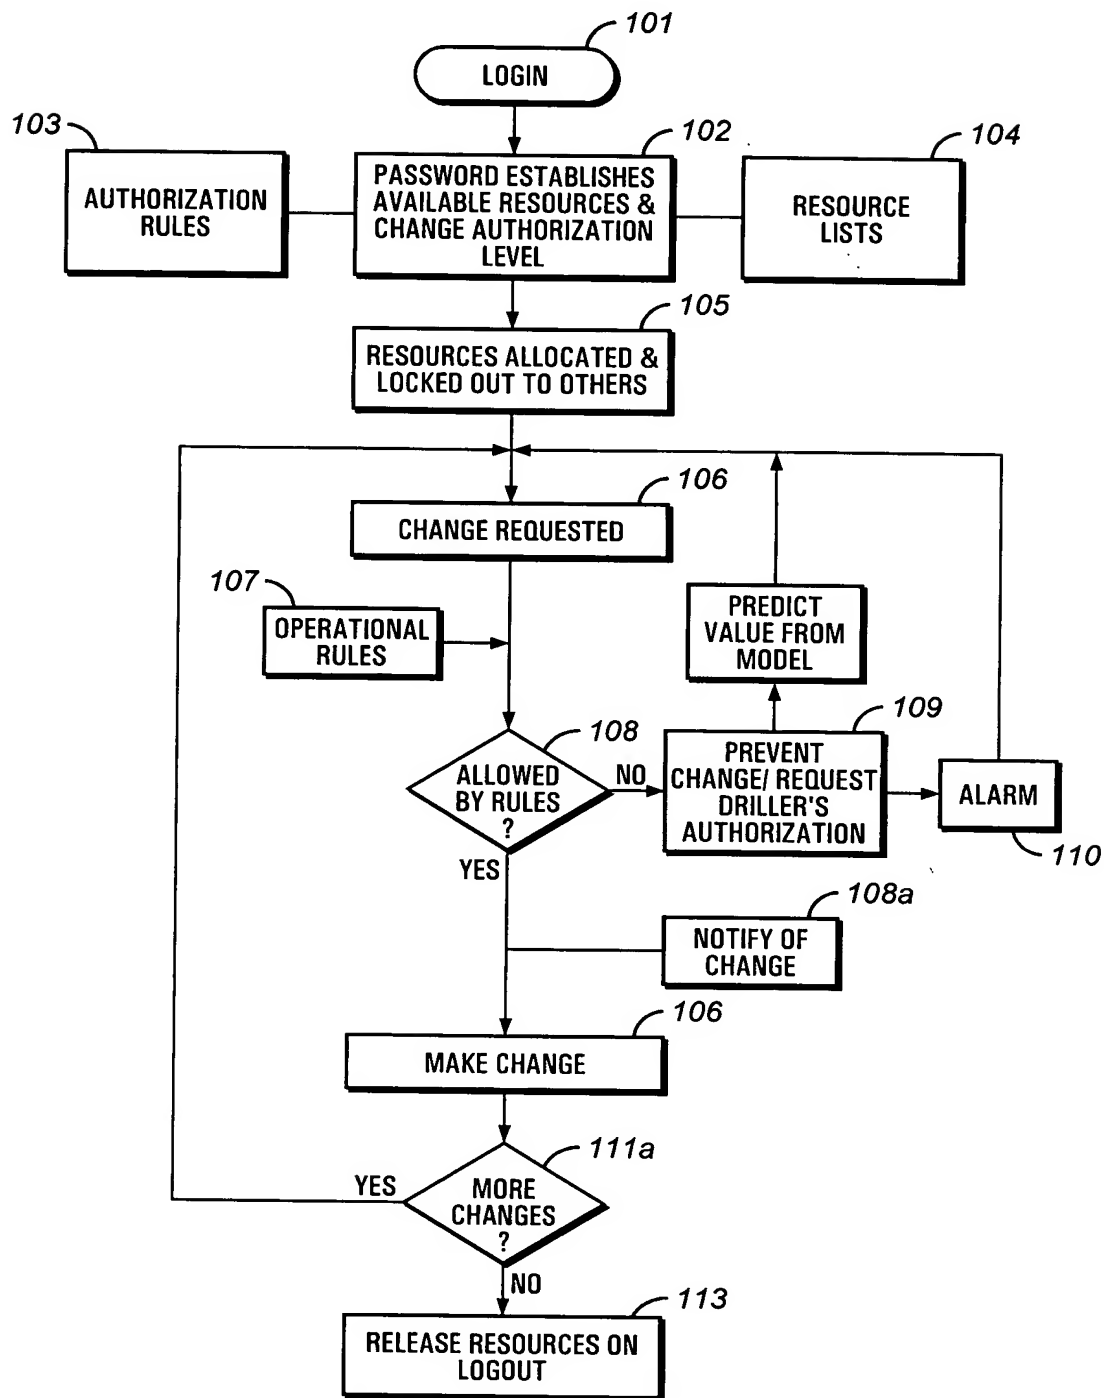 101
LOGIN
103
AUTHORIZATION
RULES
102
PASSWORD ESTABLISHES
AVAILABLE RESOURCES &
CHANGE AUTHORIZATION
LEVEL
104
RESOURCE
LISTS
105
RESOURCES ALLOCATED &
LOCKED OUT TO OTHERS
106
CHANGE REQUESTED
107
OPERATIONAL
RULES
PREDICT
VALUE FROM
MODEL
108
ALLOWED
BY RULES
?
NO
YES
109
PREVENT
CHANGE/ REQUEST
DRILLER'S
AUTHORIZATION
ALARM
110
108a
NOTIFY OF
CHANGE
106
MAKE CHANGE
111a
MORE
CHANGES
?
YES
NO
113
RELEASE RESOURCES ON
LOGOUT